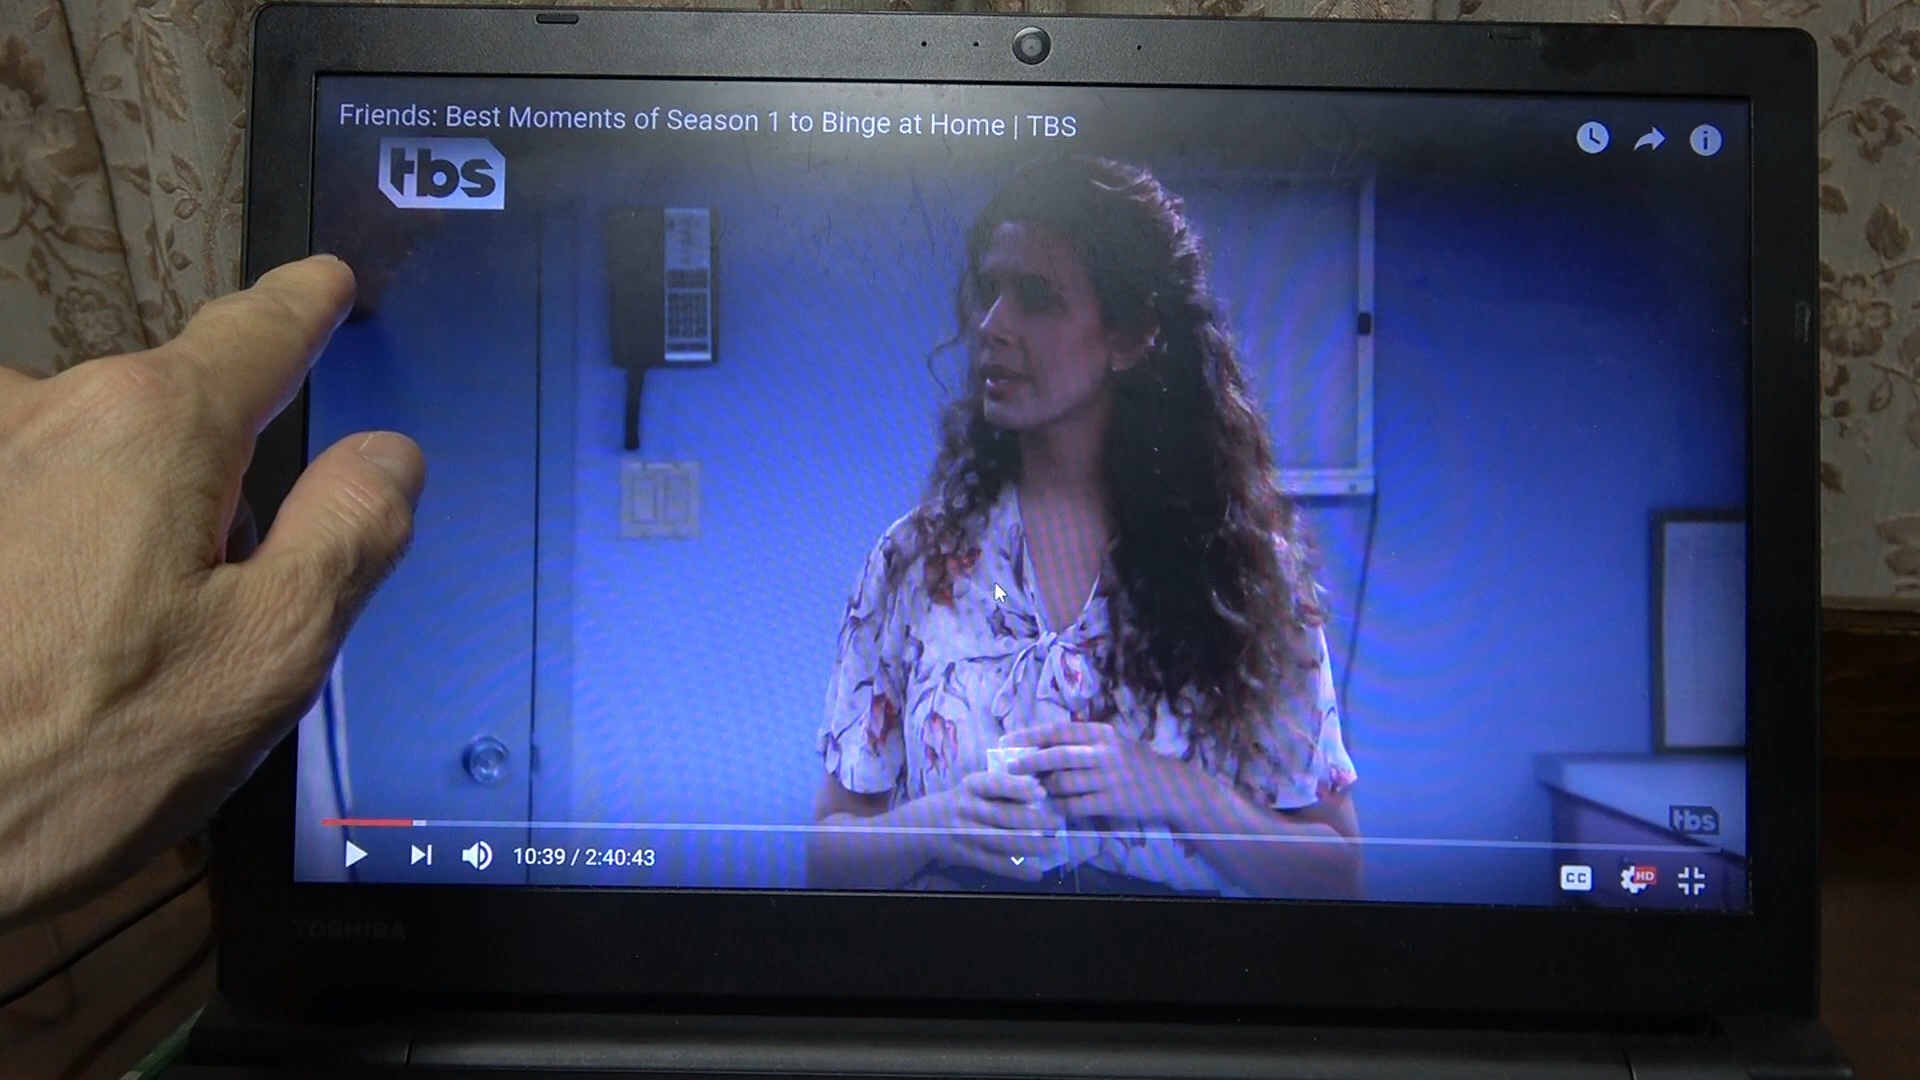 Friends: Best Moments of Season 1 to Binge at Home | TBS
tbs
tbs
10:39 / 2:40:43
CC
HD
TOSHIBA